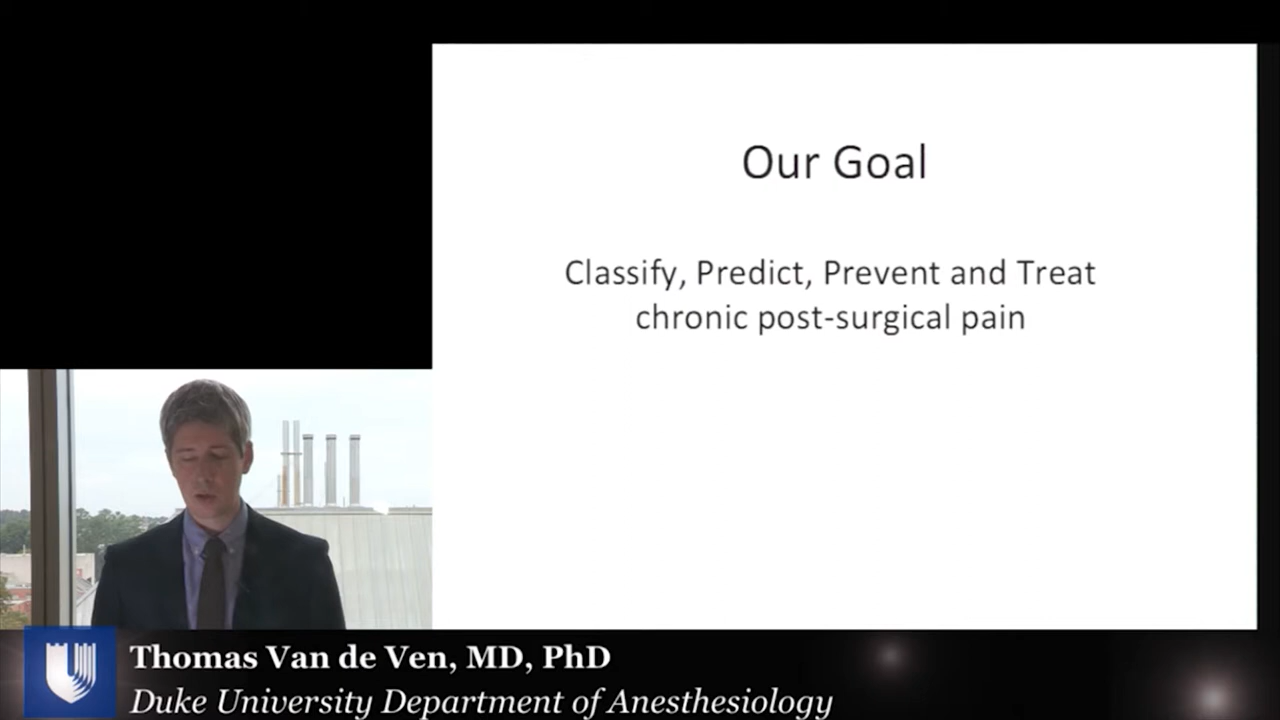 Our Goal
Classify, Predict, Prevent and Treat
chronic post-surgical pain
Thomas Van de Ven, MD, PhD
Duke University Department of Anesthesiology